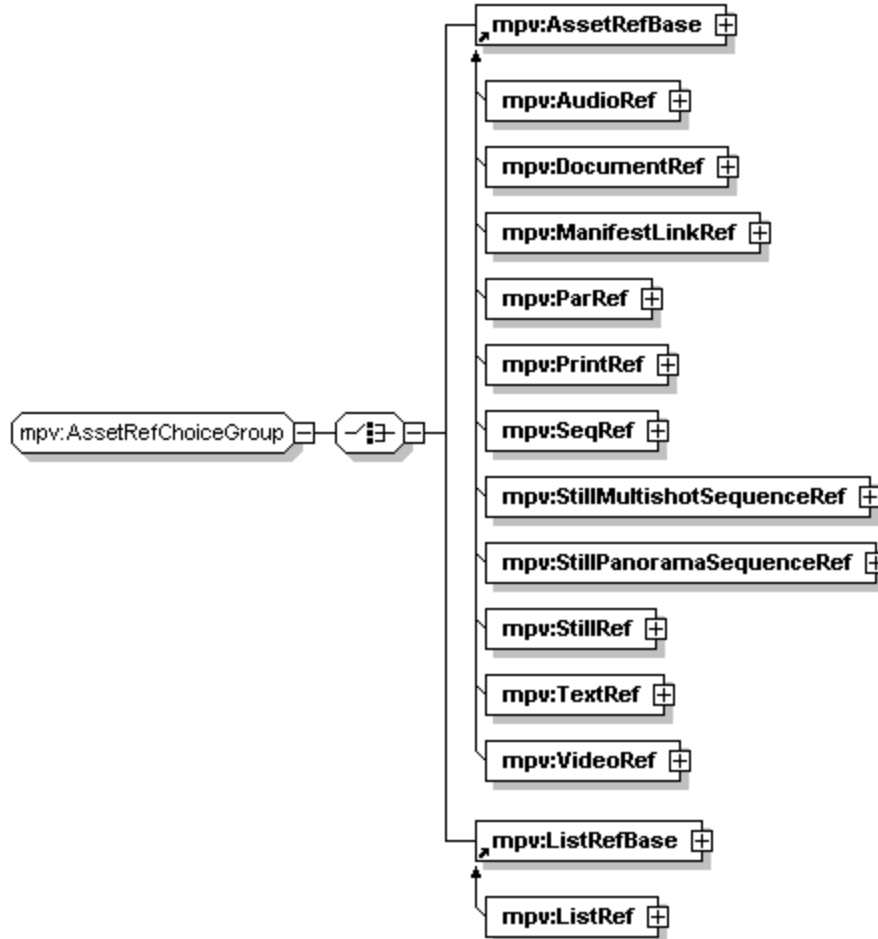 mpv:AssetRefBase
mpv:AudioRef
mpv:DocumentRef
mpv:ManifestLinkRef
mpv:ParRef
mpv:PrintRef
mpv:AssetRefChoiceGroup
mpv:SeqRef
mpv:StillMultishotSequenceRef
mpv:StillPanoramaSequenceRef
mpv:StillRef
mpv:TextRef
mpv:VideoRef
mpv:ListRefBase
mpv:ListRef